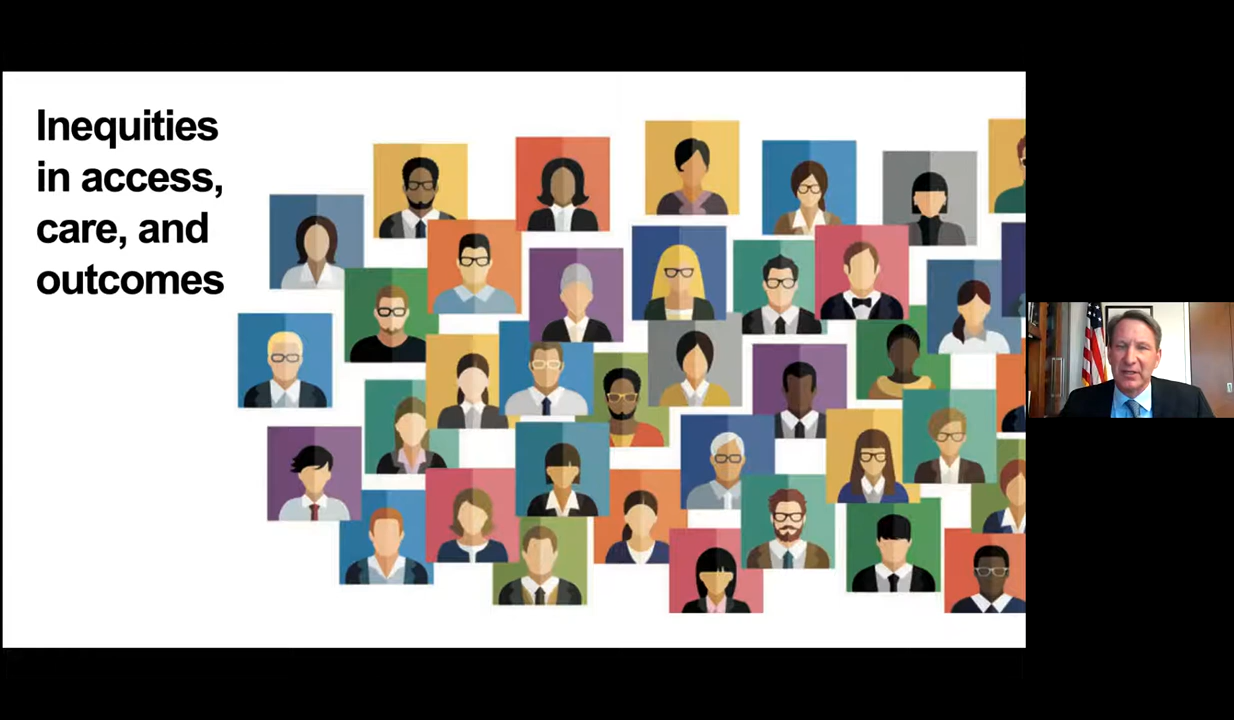 Inequities
in access,
care, and
outcomes